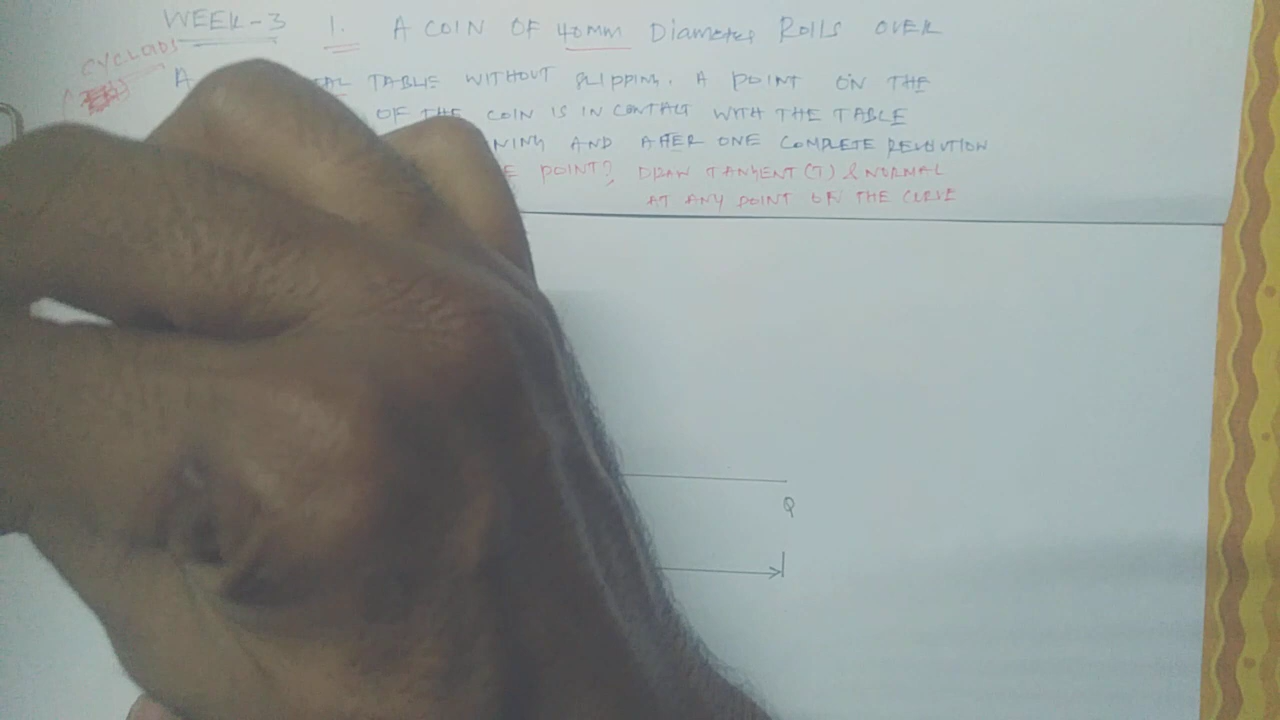 WEEK-3 1. A COIN OF 40mm Diameter ROLLS OVER
CYCLOIDS
A TABLE WITHOUT SLIPPING. A POINT ON THE
OF THE COIN IS IN CONTACT WITH THE TABLE
AND AFTER ONE COMPLETE REVOLUTION
POINT? DRAW TANGENT (T) & NORMAL
AT ANY POINT ON THE CURVE
Q